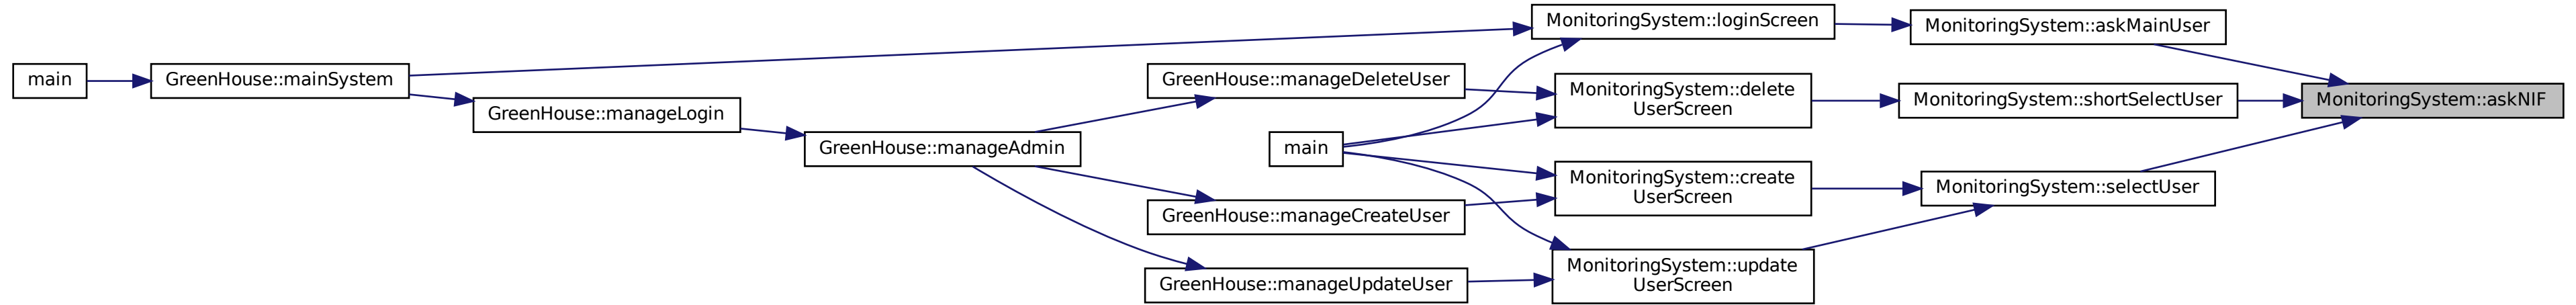 main
GreenHouse::mainSystem
GreenHouse::manageLogin
GreenHouse::manageAdmin
GreenHouse::manageDeleteUser
GreenHouse::manageCreateUser
GreenHouse::manageUpdateUser
main
MonitoringSystem::loginScreen
MonitoringSystem::delete
UserScreen
MonitoringSystem::create
UserScreen
MonitoringSystem::update
UserScreen
MonitoringSystem::askMainUser
MonitoringSystem::shortSelectUser
MonitoringSystem::selectUser
MonitoringSystem::askNIF